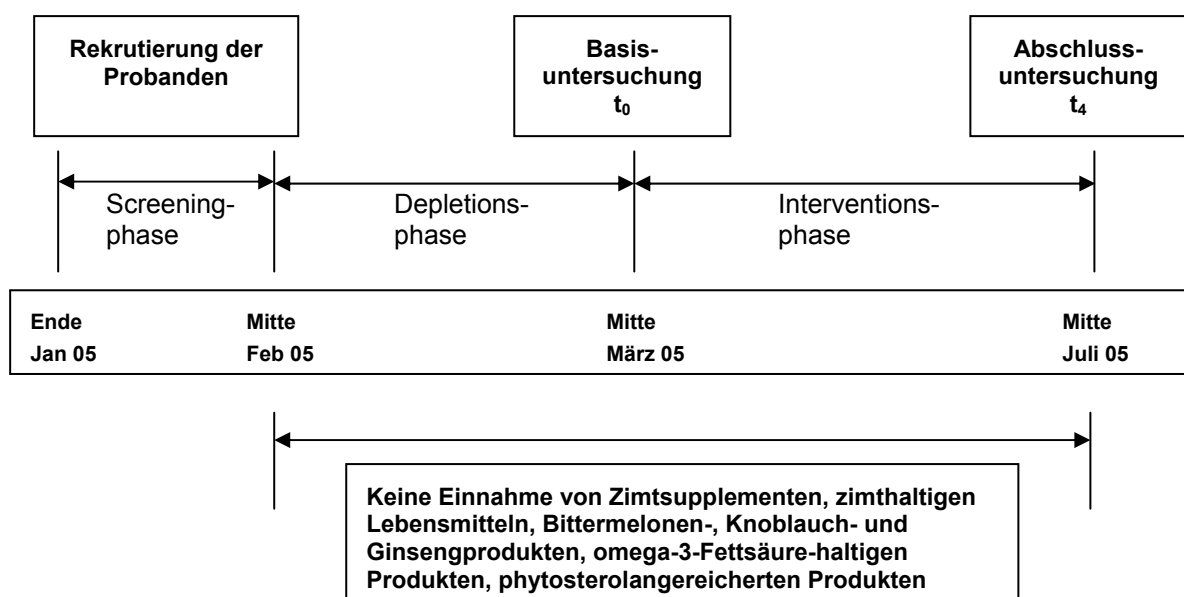 Rekrutierung der
Probanden
Basis-
untersuchung
t₀
Abschluss-
untersuchung
t₄
Screening-
phase
Depletions-
phase
Interventions-
phase
Ende
Jan 05
Mitte
Feb 05
Mitte
März 05
Mitte
Juli 05
Keine Einnahme von Zimtsupplementen, zimthaltigen
Lebensmitteln, Bittermelonen-, Knoblauch- und
Ginsengprodukten, omega-3-Fettsäure-haltigen
Produkten, phytosterolangereicherten Produkten